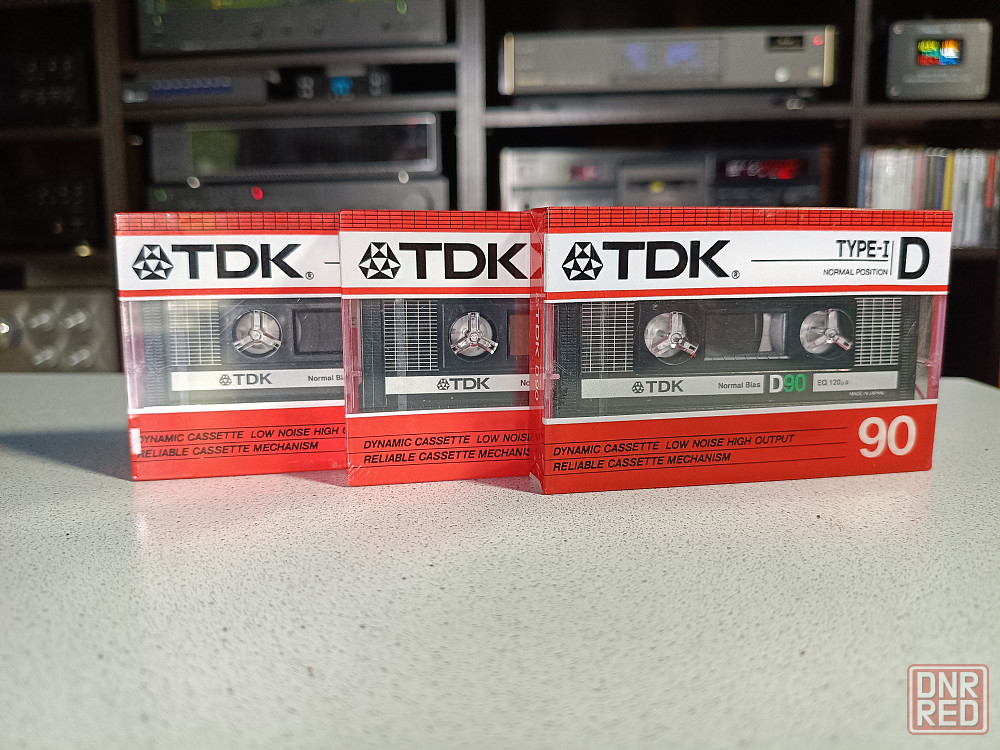 TDK®
TDK
TDK®
TYPE-I
NORMAL POSITION
D
TDK
Normal
TDK
TDK
Normal Bias
D90
EQ 120µs
MADE IN JAPAN
DYNAMIC CASSETTE LOW NOISE HIGH
RELIABLE CASSETTE MECHANISM
DYNAMIC CASSETTE LOW NOISE
RELIABLE CASSETTE MECHANIS
DYNAMIC CASSETTE LOW NOISE HIGH OUTPUT
RELIABLE CASSETTE MECHANISM
90
DNR
RED